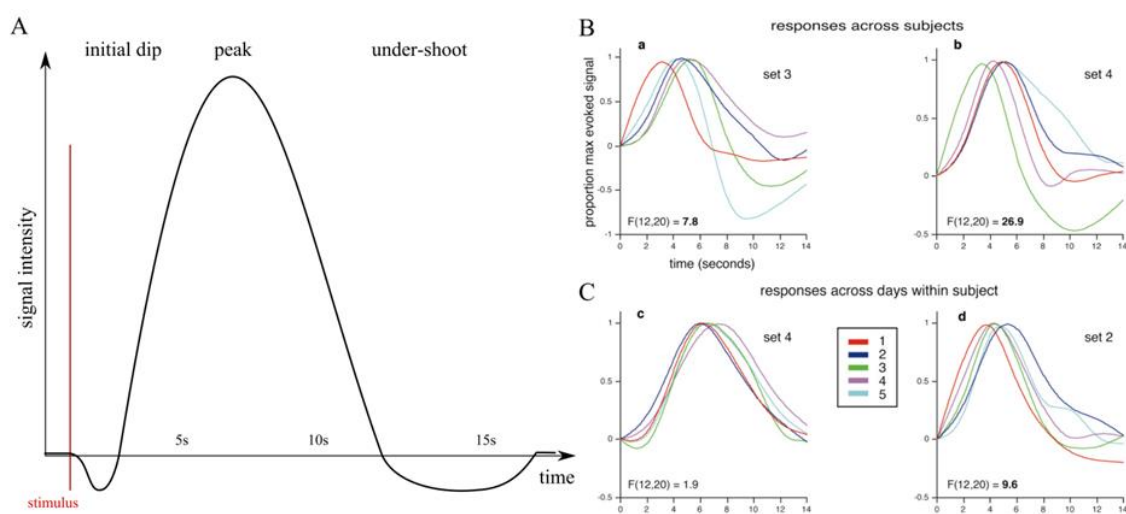 A
initial dip
peak
under-shoot
signal intensity
stimulus
5s
10s
15s
time
B
responses across subjects
a
set 3
1
0.5
0
-0.5
-1
proportion max evoked signal
F(12,20) = 7.8
0 2 4 6 8 10 12 14
time (seconds)
b
set 4
1
0.5
0
-0.5
F(12,20) = 26.9
0 2 4 6 8 10 12 14
C
responses across days within subject
c
set 4
1
0.5
0
-0.5
F(12,20) = 1.9
0 2 4 6 8 10 12 14
1
2
3
4
5
d
set 2
1
0.5
0
-0.5
F(12,20) = 9.6
0 2 4 6 8 10 12 14